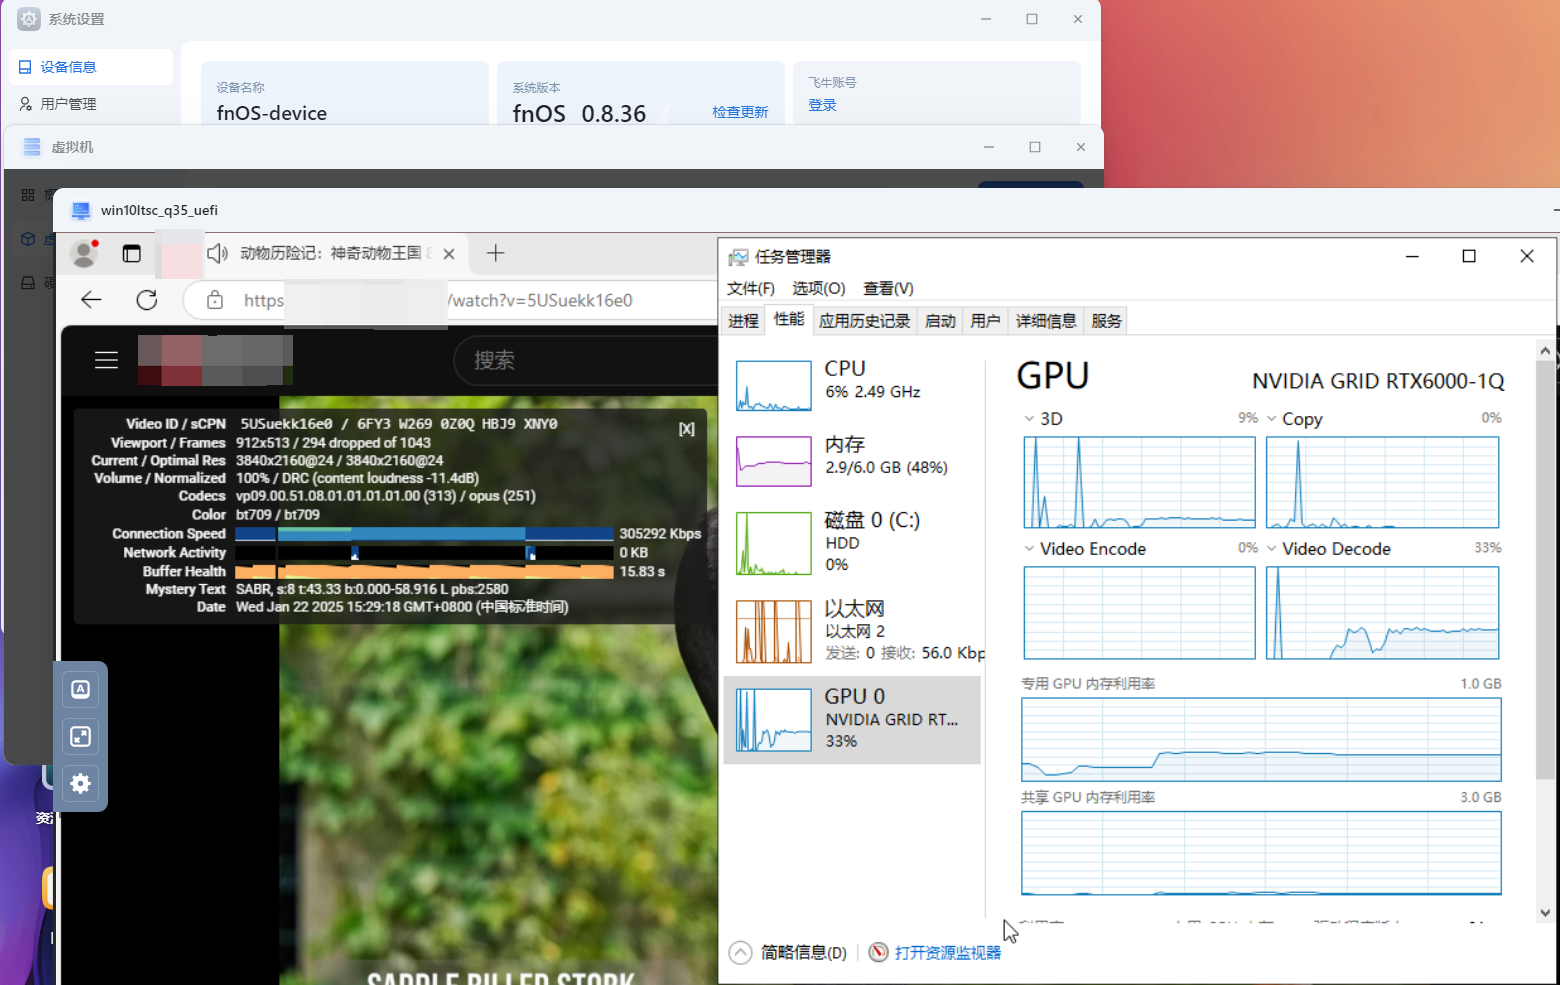 系统设置
设备信息
用户管理
设备名称
fnOS-device
系统版本
fnOS 0.8.36
检查更新
飞牛账号
登录
虚拟机
win10ltsc_q35_uefi
动物历险记：神奇动物王国
https
/watch?v=5USuekk16e0
搜索
Video ID / sCPN 5USuekk16e0 / 6FY3 W269 0Z0Q HBJ9 XNY0
[X]
Viewport / Frames 912x513 / 294 dropped of 1043
Current / Optimal Res 3840x2160@24 / 3840x2160@24
Volume / Normalized 100% / DRC (content loudness -11.4dB)
Codecs vp09.00.51.08.01.01.01.01.00 (313) / opus (251)
Color bt709 / bt709
Connection Speed 305292 Kbps
Network Activity 0 KB
Buffer Health 15.83 s
Mystery Text SABR, s:8 t:43.33 b:0.000-58.916 L pbs:2580
Date Wed Jan 22 2025 15:29:18 GMT+0800 (中国标准时间)
SADDLE BILLED STORK
任务管理器
文件(F) 选项(O) 查看(V)
进程 性能 应用历史记录 启动 用户 详细信息 服务
CPU
6% 2.49 GHz
内存
2.9/6.0 GB (48%)
磁盘 0 (C:)
HDD
0%
以太网
以太网 2
发送: 0 接收: 56.0 Kbp
GPU 0
NVIDIA GRID RT...
33%
GPU
NVIDIA GRID RTX6000-1Q
3D 9%
Copy 0%
Video Encode 0%
Video Decode 33%
专用 GPU 内存利用率 1.0 GB
共享 GPU 内存利用率 3.0 GB
简略信息(D)
打开资源监视器